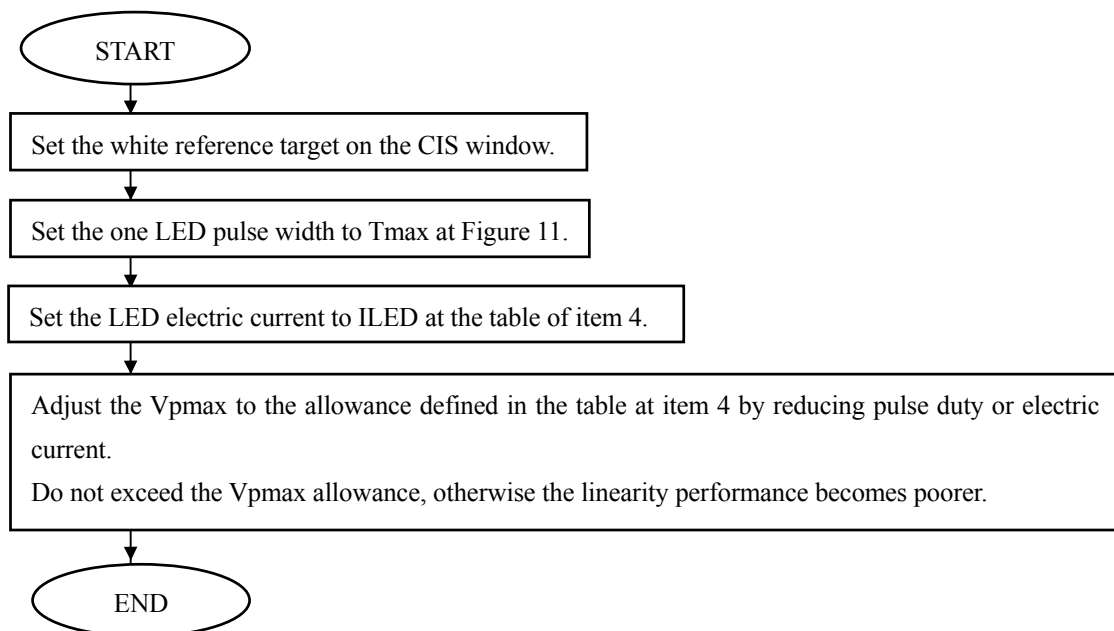 START
Set the white reference target on the CIS window.
Set the one LED pulse width to Tmax at Figure 11.
Set the LED electric current to ILED at the table of item 4.
Adjust the Vpmax to the allowance defined in the table at item 4 by reducing pulse duty or electric
current.
Do not exceed the Vpmax allowance, otherwise the linearity performance becomes poorer.
END